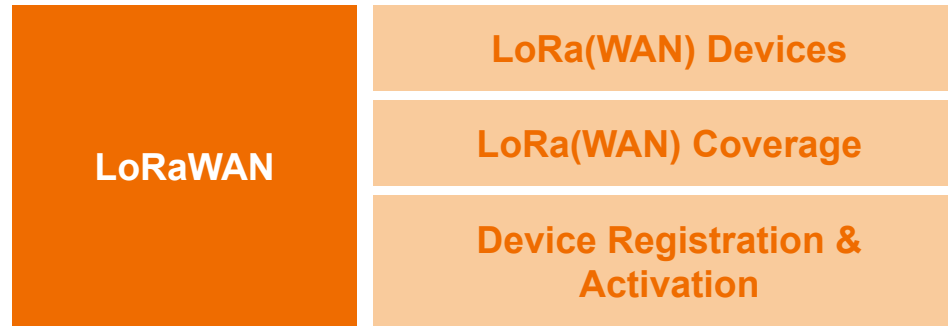 LoRaWAN
LoRa(WAN) Devices
LoRa(WAN) Coverage
Device Registration &
Activation